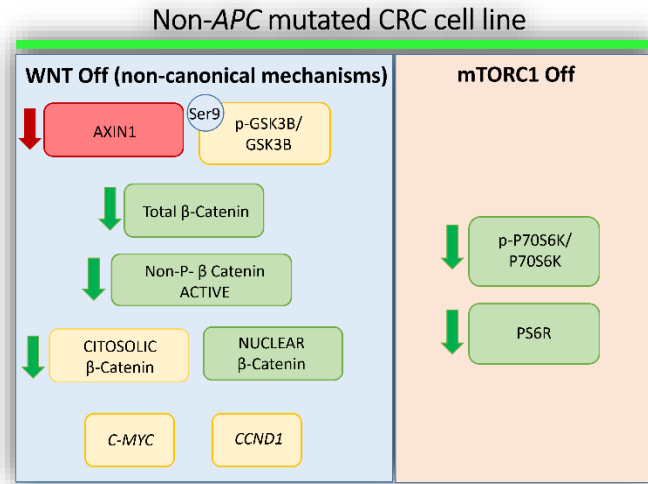 Non-APC mutated CRC cell line
WNT Off (non-canonical mechanisms)
mTORC1 Off
AXIN1
Ser9
p-GSK3B/
GSK3B
Total β-Catenin
Non-P- β Catenin
ACTIVE
CITOSOLIC
β-Catenin
NUCLEAR
β-Catenin
C-MYC
CCND1
p-P70S6K/
P70S6K
PS6R